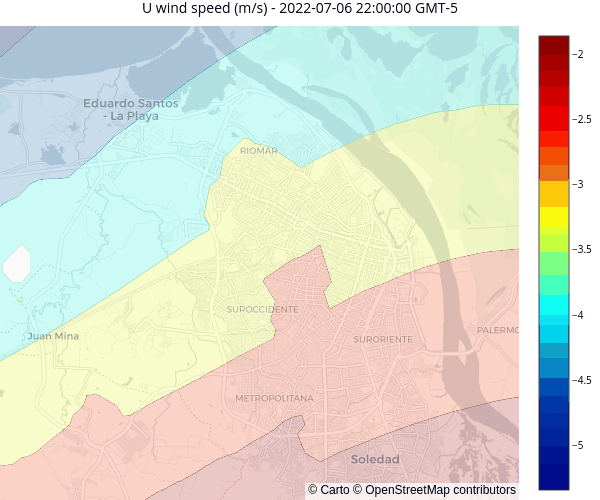 U wind speed (m/s) - 2022-07-06 22:00:00 GMT-5
−2
Eduardo Santos
- La Playa
−2.5
RIOMAR
−3
−3.5
SUROCCIDENTE
−4
Juan Mina
SURORIENTE
PALERMO
−4.5
METROPOLITANA
−5
Soledad
© Carto © OpenStreetMap contributors